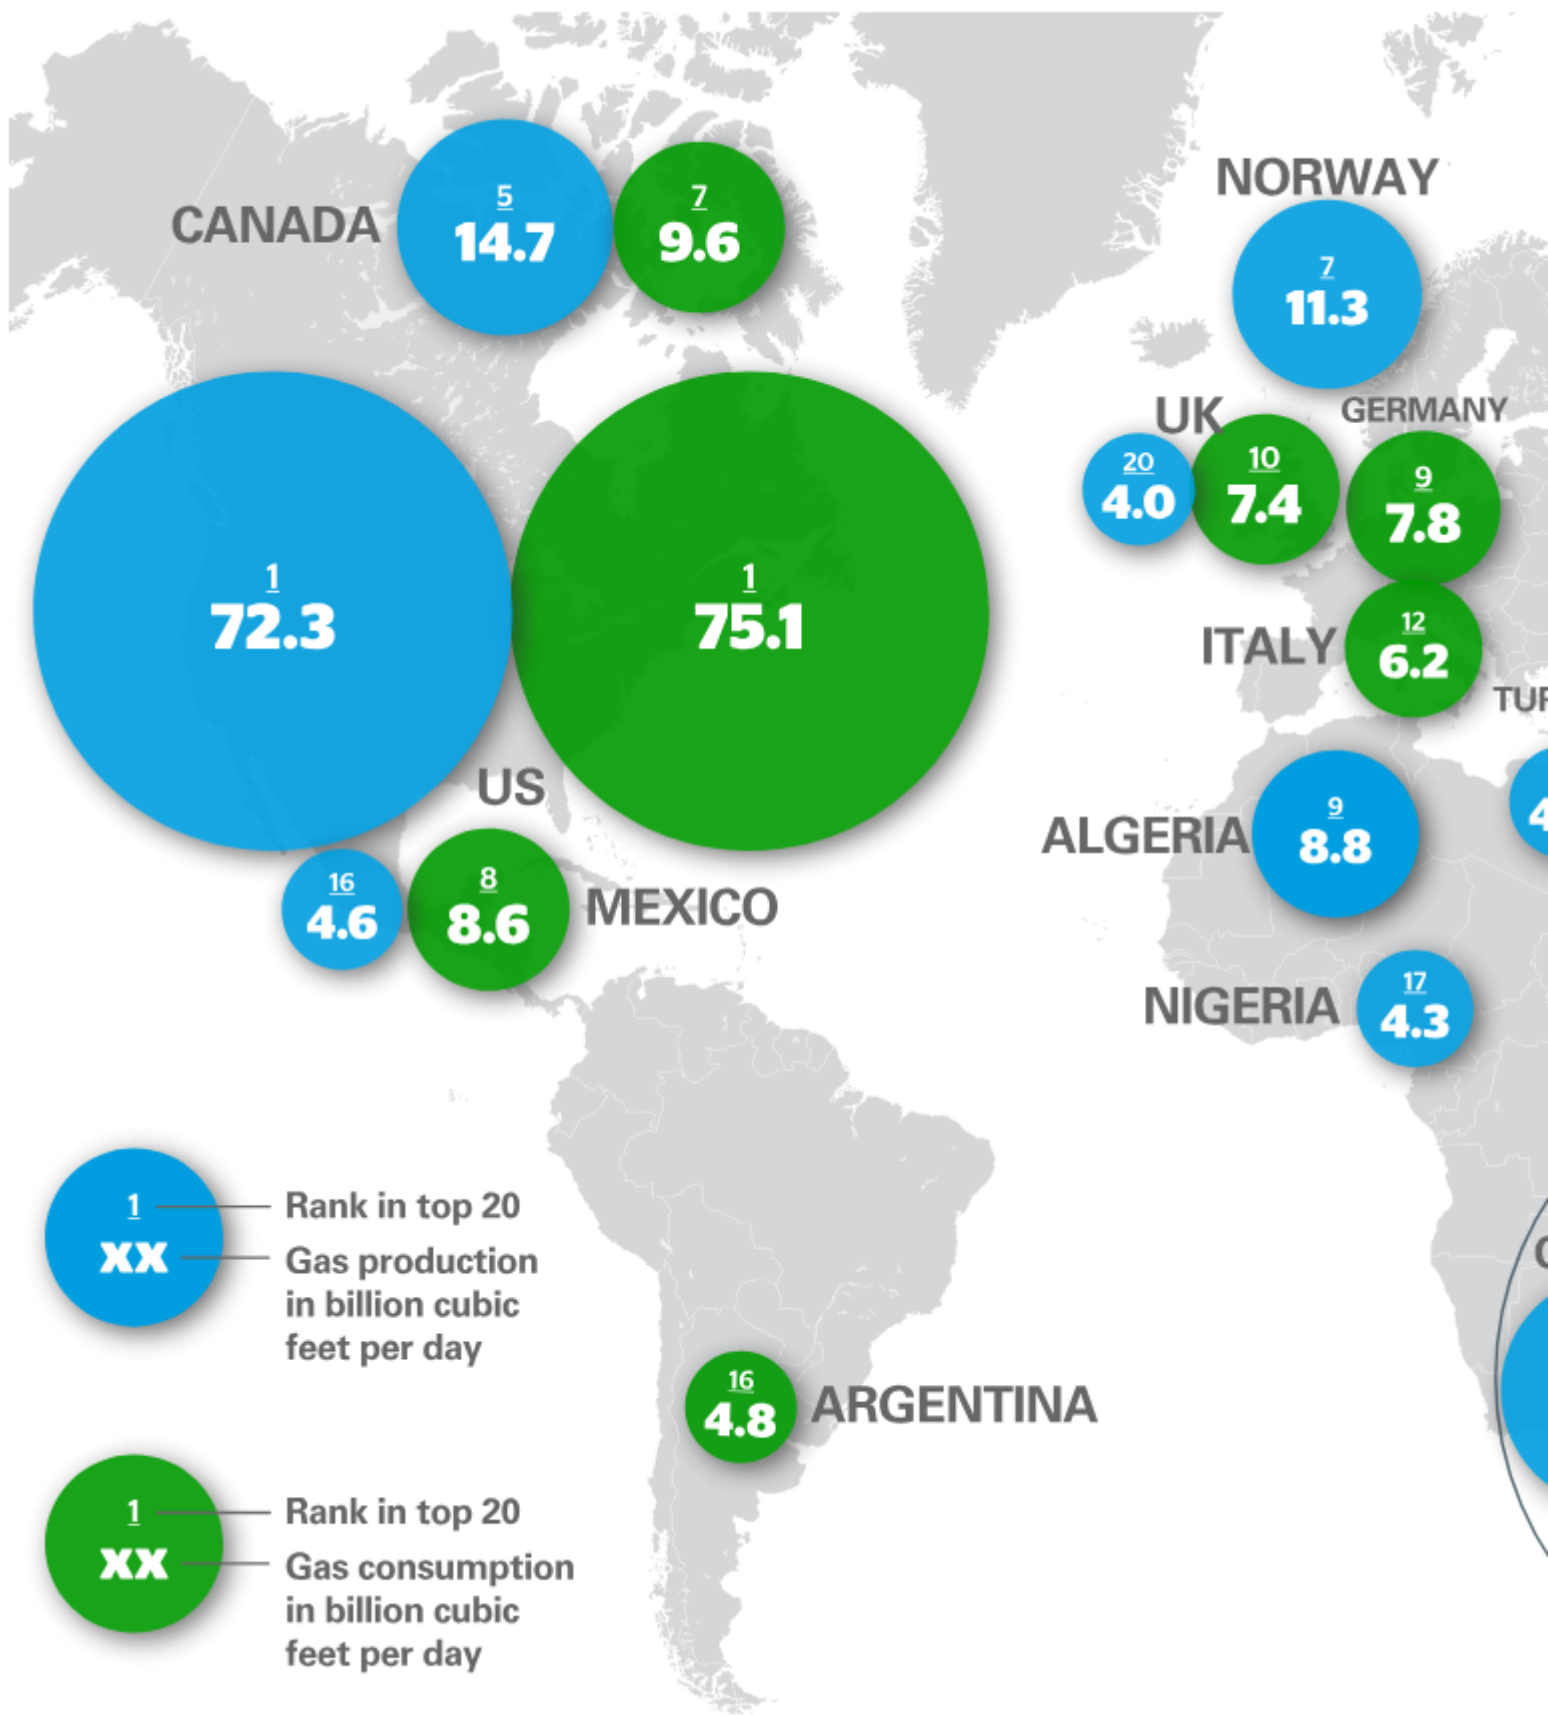 CANADA
5
14.7
7
9.6
NORWAY
7
11.3
UK
20
4.0
10
7.4
GERMANY
9
7.8
1
72.3
1
75.1
US
ITALY
12
6.2
TUR
16
4.6
8
8.6
MEXICO
ALGERIA
9
8.8
4
NIGERIA
17
4.3
1
xx
Rank in top 20
Gas production
in billion cubic
feet per day
16
4.8
ARGENTINA
1
xx
Rank in top 20
Gas consumption
in billion cubic
feet per day